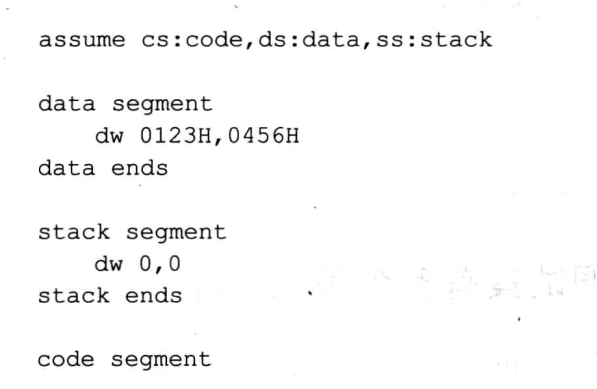 assume cs:code,ds:data,ss:stack
data segment
dw 0123H,0456H
data ends
stack segment
dw 0,0
stack ends
code segment